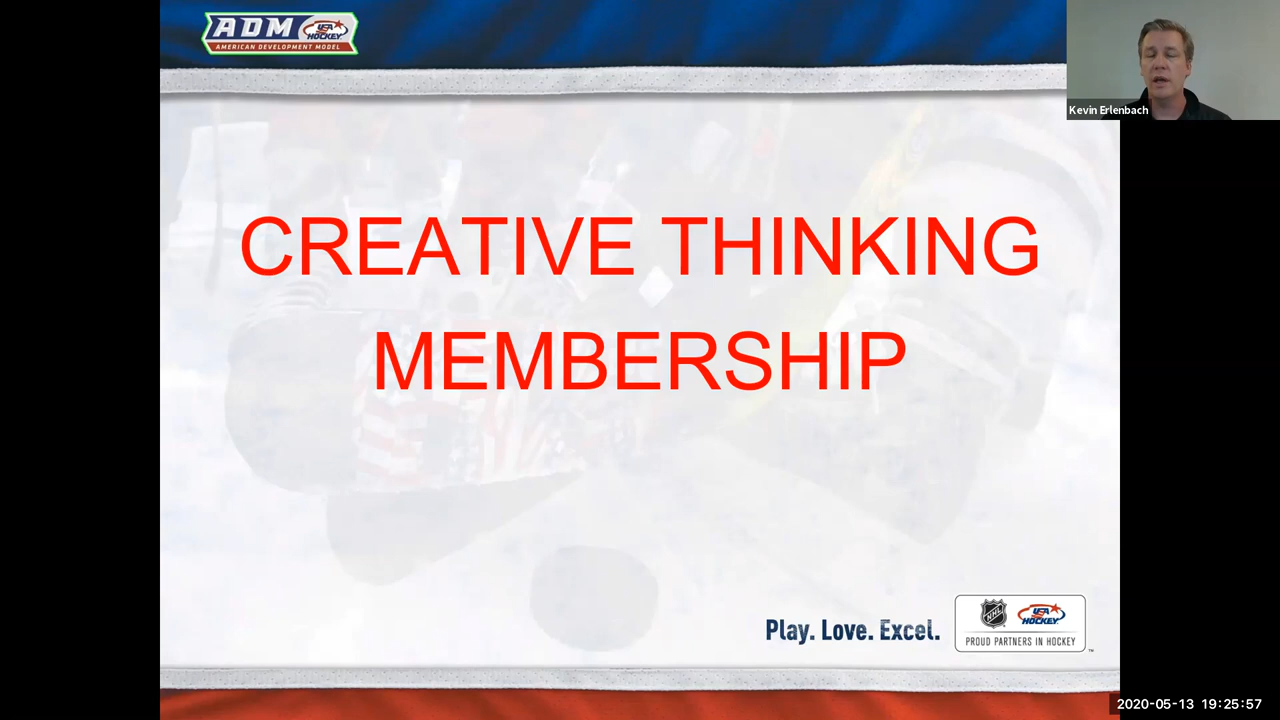 ADM
USA
HOCKEY
AMERICAN DEVELOPMENT MODEL
Kevin Erlenbach
CREATIVE THINKING
MEMBERSHIP
Play. Love. Excel.
NHL
USA
HOCKEY
PROUD PARTNERS IN HOCKEY
TM
2020-05-13 19:25:57